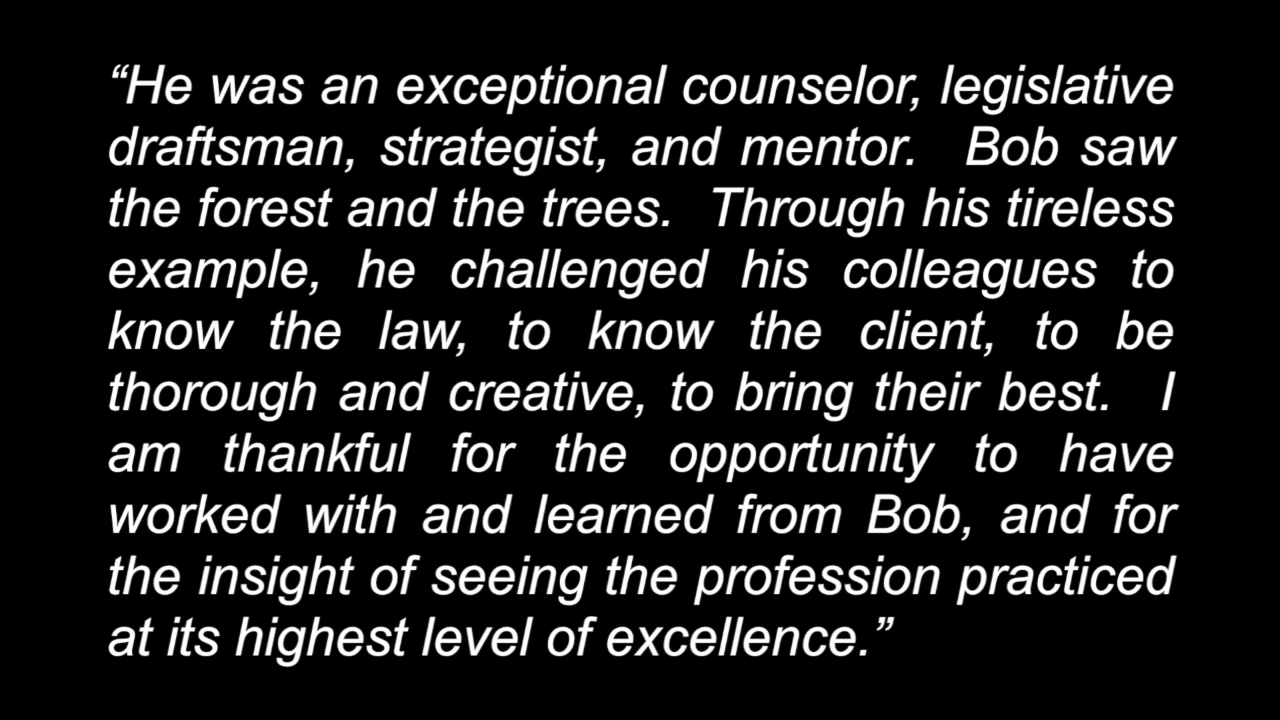 “He was an exceptional counselor, legislative
draftsman, strategist, and mentor.  Bob saw
the forest and the trees.  Through his tireless
example, he challenged his colleagues to
know the law, to know the client, to be
thorough and creative, to bring their best.  I
am thankful for the opportunity to have
worked with and learned from Bob, and for
the insight of seeing the profession practiced
at its highest level of excellence.”